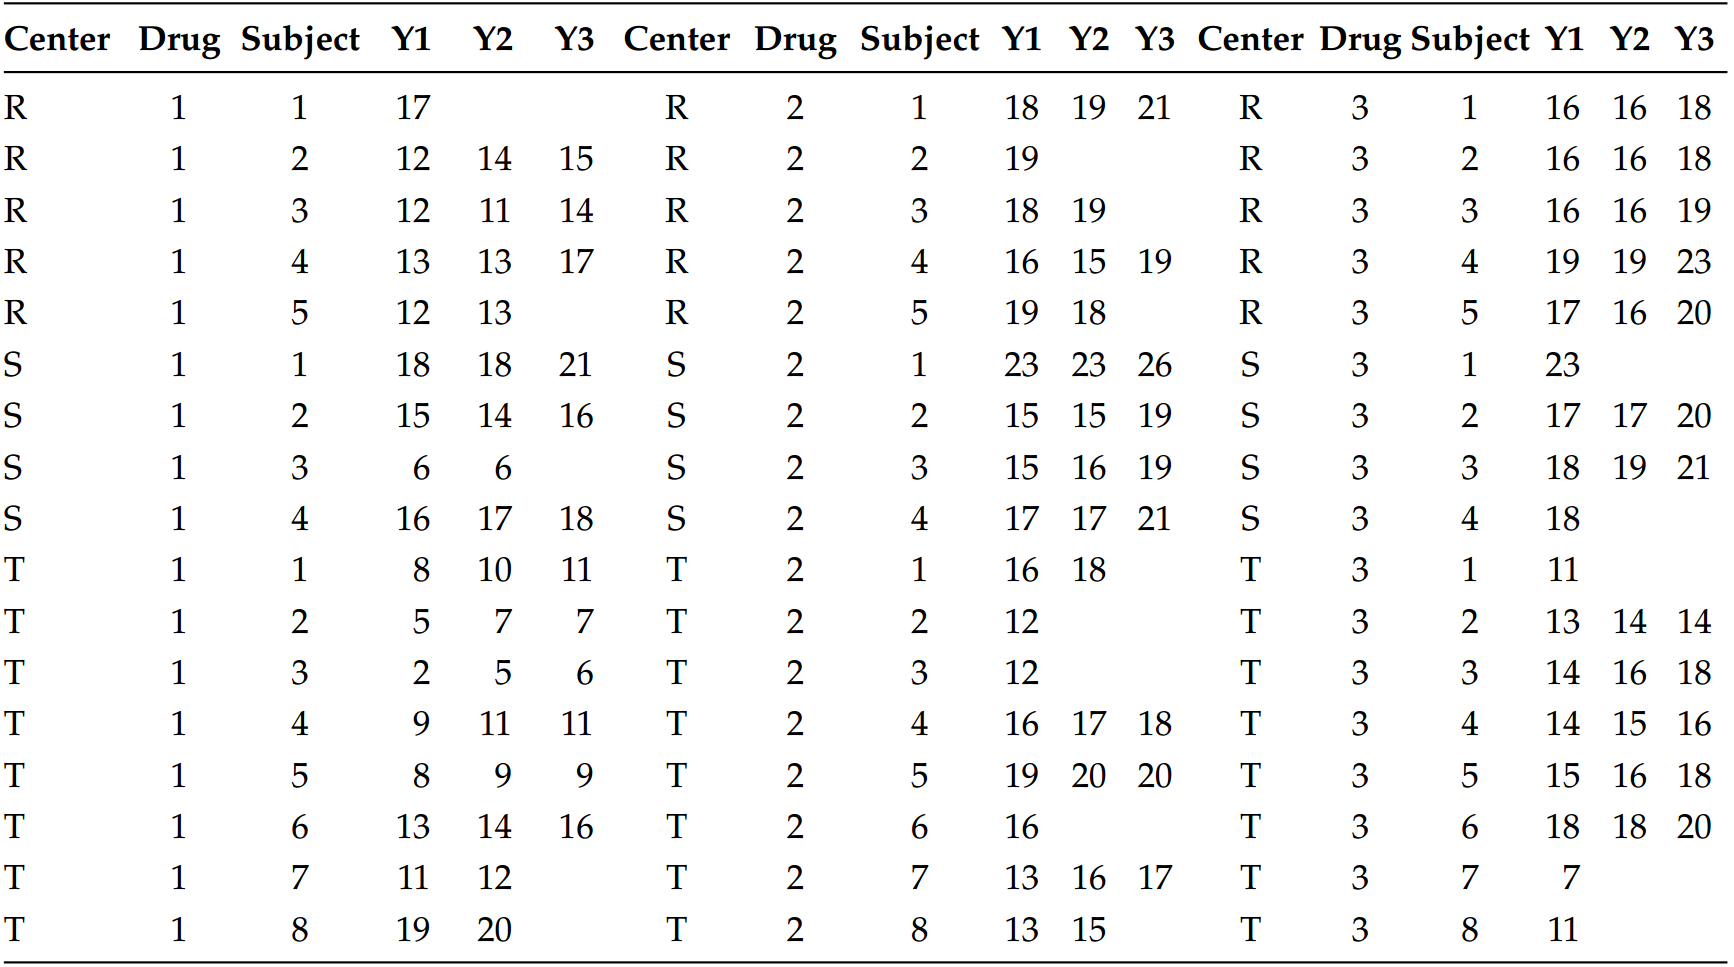 Center Drug Subject Y1 Y2 Y3 Center Drug Subject Y1 Y2 Y3 Center Drug Subject Y1 Y2 Y3
R 1 1 17 R 2 1 18 19 21 R 3 1 16 16 18
R 1 2 12 14 15 R 2 2 19 R 3 2 16 16 18
R 1 3 12 11 14 R 2 3 18 19 R 3 3 16 16 19
R 1 4 13 13 17 R 2 4 16 15 19 R 3 4 19 19 23
R 1 5 12 13 R 2 5 19 18 R 3 5 17 16 20
S 1 1 18 18 21 S 2 1 23 23 26 S 3 1 23
S 1 2 15 14 16 S 2 2 15 15 19 S 3 2 17 17 20
S 1 3 6 6 S 2 3 15 16 19 S 3 3 18 19 21
S 1 4 16 17 18 S 2 4 17 17 21 S 3 4 18
T 1 1 8 10 11 T 2 1 16 18 T 3 1 11
T 1 2 5 7 7 T 2 2 12 T 3 2 13 14 14
T 1 3 2 5 6 T 2 3 12 T 3 3 14 16 18
T 1 4 9 11 11 T 2 4 16 17 18 T 3 4 14 15 16
T 1 5 8 9 9 T 2 5 19 20 20 T 3 5 15 16 18
T 1 6 13 14 16 T 2 6 16 T 3 6 18 18 20
T 1 7 11 12 T 2 7 13 16 17 T 3 7 7
T 1 8 19 20 T 2 8 13 15 T 3 8 11